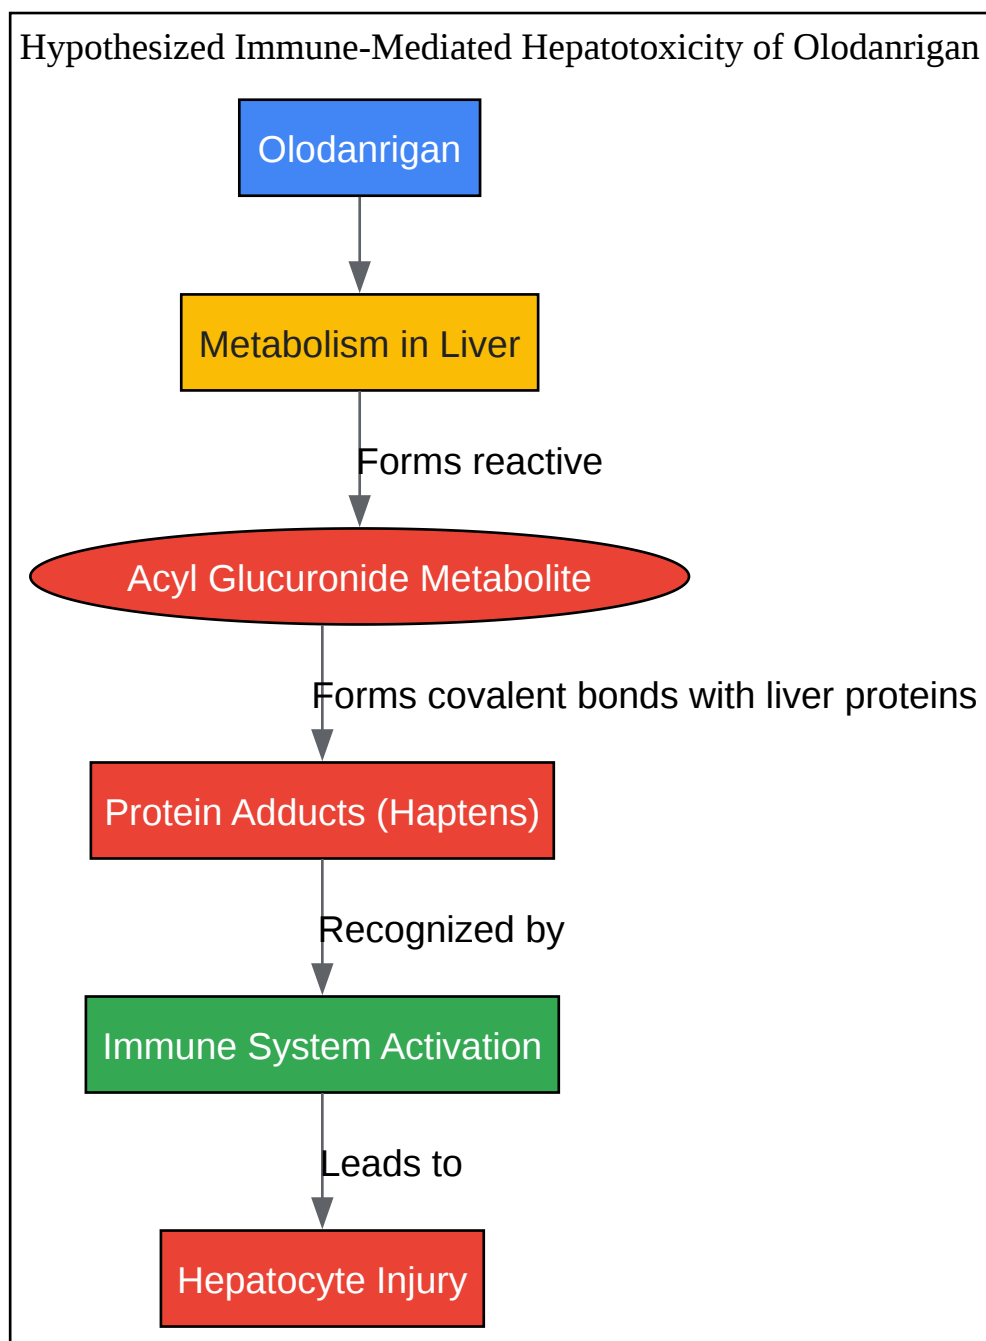 Hypothesized Immune-Mediated Hepatotoxicity of Olodanrigan
Olodanrigan
Metabolism in Liver
Forms reactive
Acyl Glucuronide Metabolite
Forms covalent bonds with liver proteins
Protein Adducts (Haptens)
Recognized by
Immune System Activation
Leads to
Hepatocyte Injury